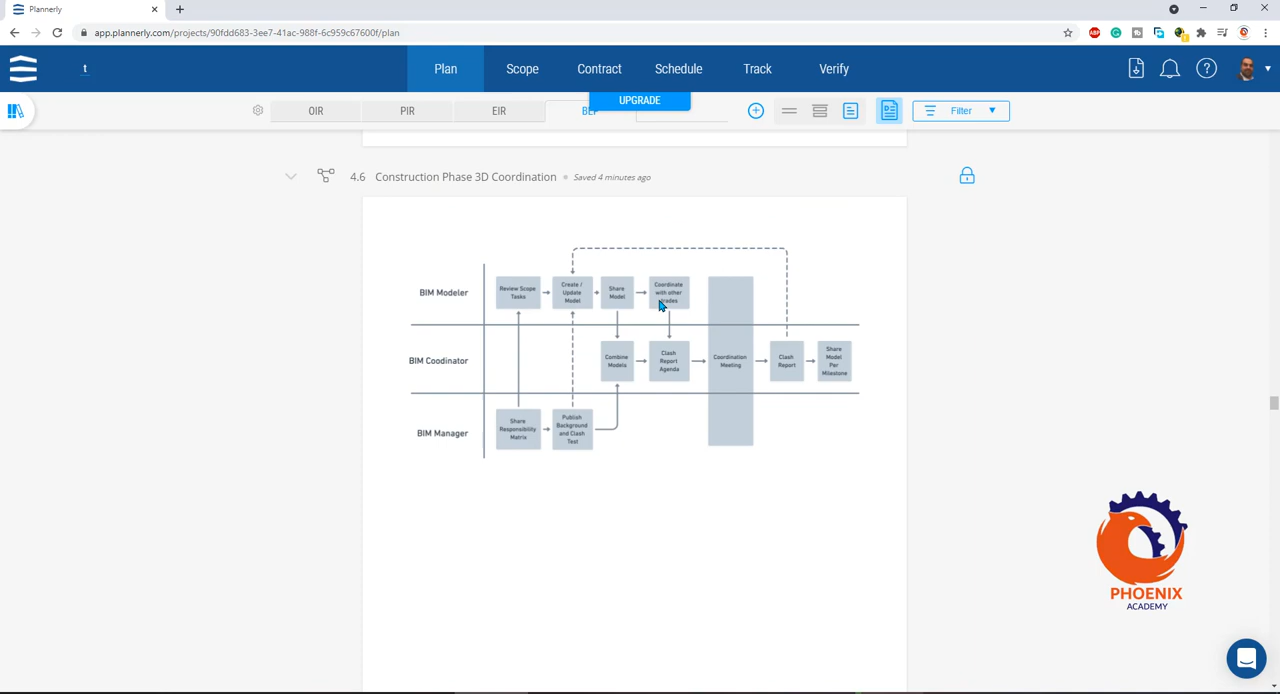 Plannerly
app.plannerly.com/projects/90fdd683-3ee7-41ac-988f-6c959c67600f/plan
ABP
t
Plan
Scope
Contract
Schedule
Track
Verify
UPGRADE
OIR
PIR
EIR
BEP
Filter
4.6 Construction Phase 3D Coordination
Saved 4 minutes ago
BIM Modeler
Review Scope
Tasks
Create /
Update
Model
Share
Model
Coordinate
with other
trades
BIM Coodinator
Combine
Models
Clash
Report
Agenda
Coordination
Meeting
Clash
Report
Share
Model
Per
Milestone
BIM Manager
Share
Responsibility
Matrix
Publish
Background
and Clash
Test
PHOENIX
ACADEMY